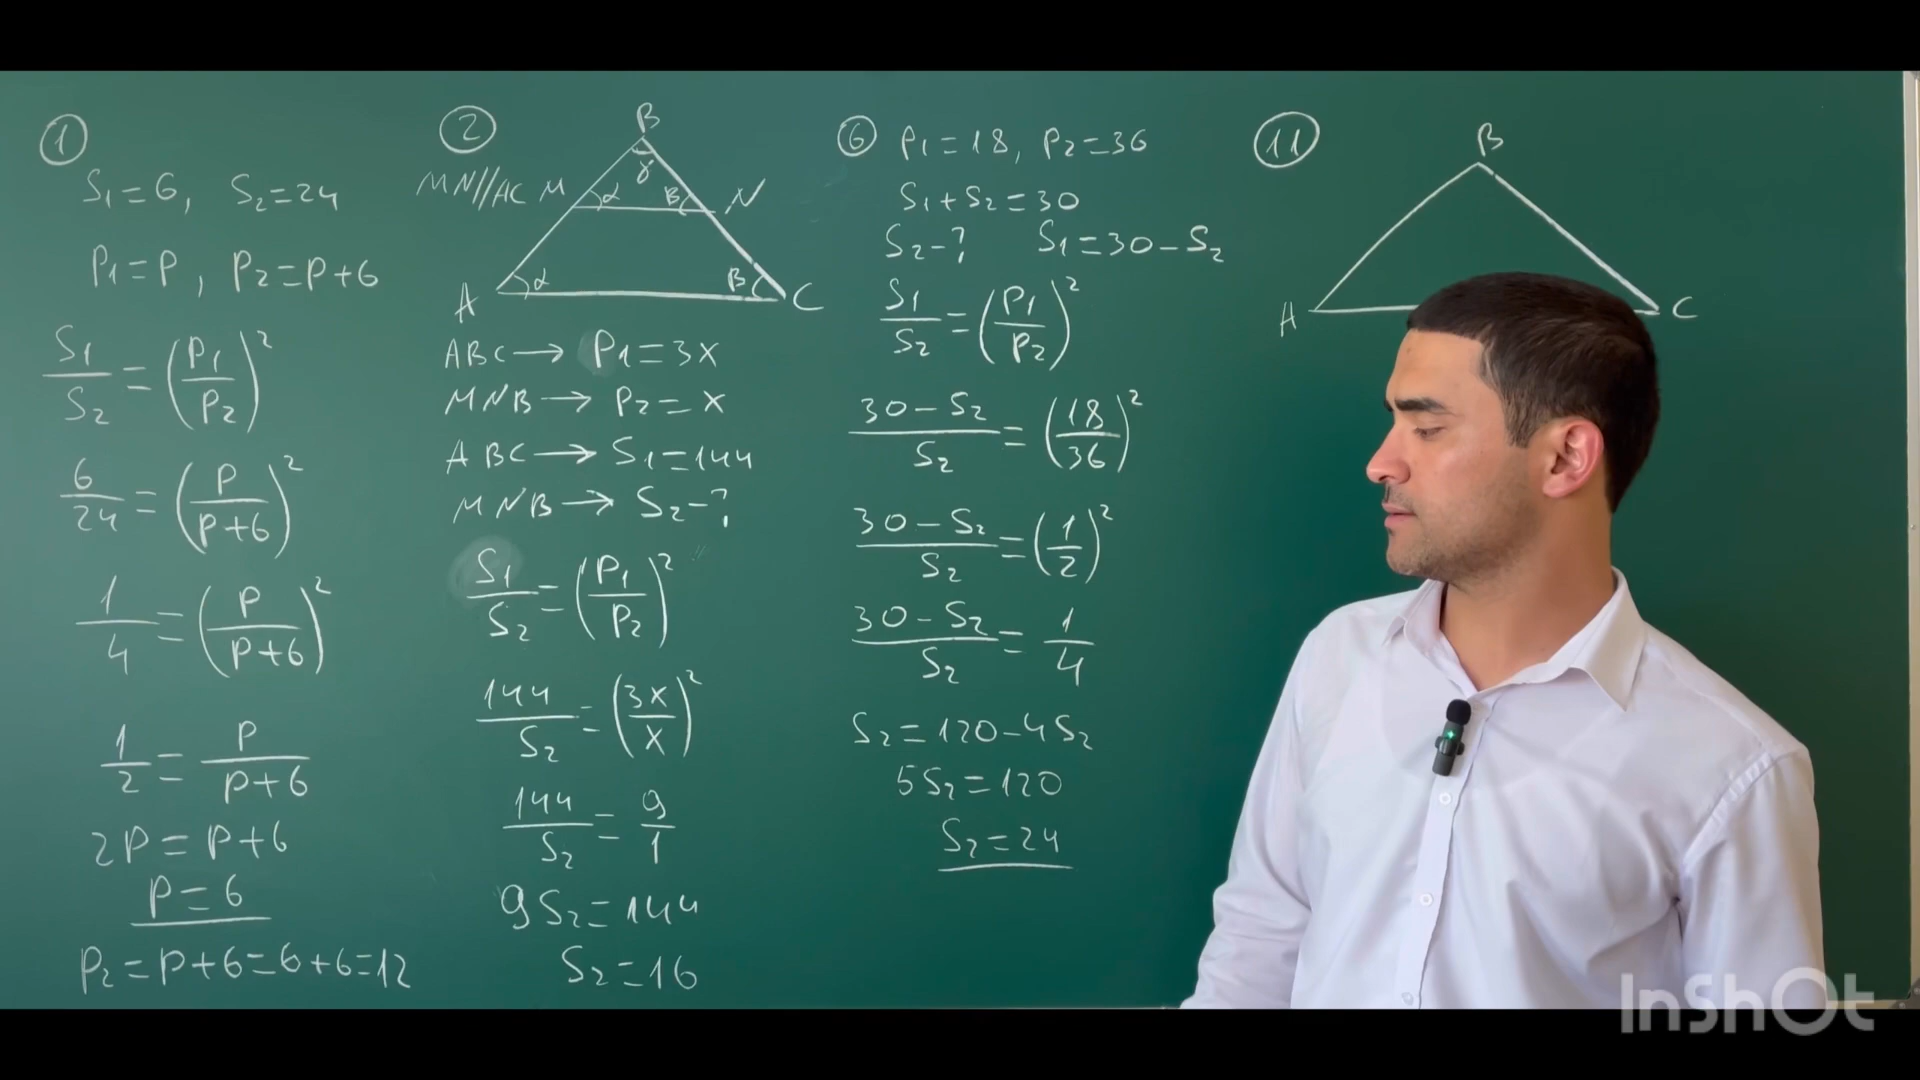 1
S₁=6, S₂=24
P₁=P, P₂=P+6
S₁/S₂=(P₁/P₂)²
6/24=(P/P+6)²
1/4=(P/P+6)²
1/2=P/P+6
2P=P+6
P=6
P₂=P+6=6+6=12
2
B
γ
MN//AC M α B N
A α B C
ABC→P₁=3x
MNB→P₂=x
ABC→S₁=144
MNB→S₂-?
S₁/S₂=(P₁/P₂)²
144/S₂=(3x/x)²
144/S₂=9/1
9S₂=144
S₂=16
6 P₁=18, P₂=36
S₁+S₂=30
S₂-? S₁=30-S₂
S₁/S₂=(P₁/P₂)²
30-S₂/S₂=(18/36)²
30-S₂/S₂=(1/2)²
30-S₂/S₂=1/4
S₂=120-4S₂
5S₂=120
S₂=24
11
B
A C
InShOt